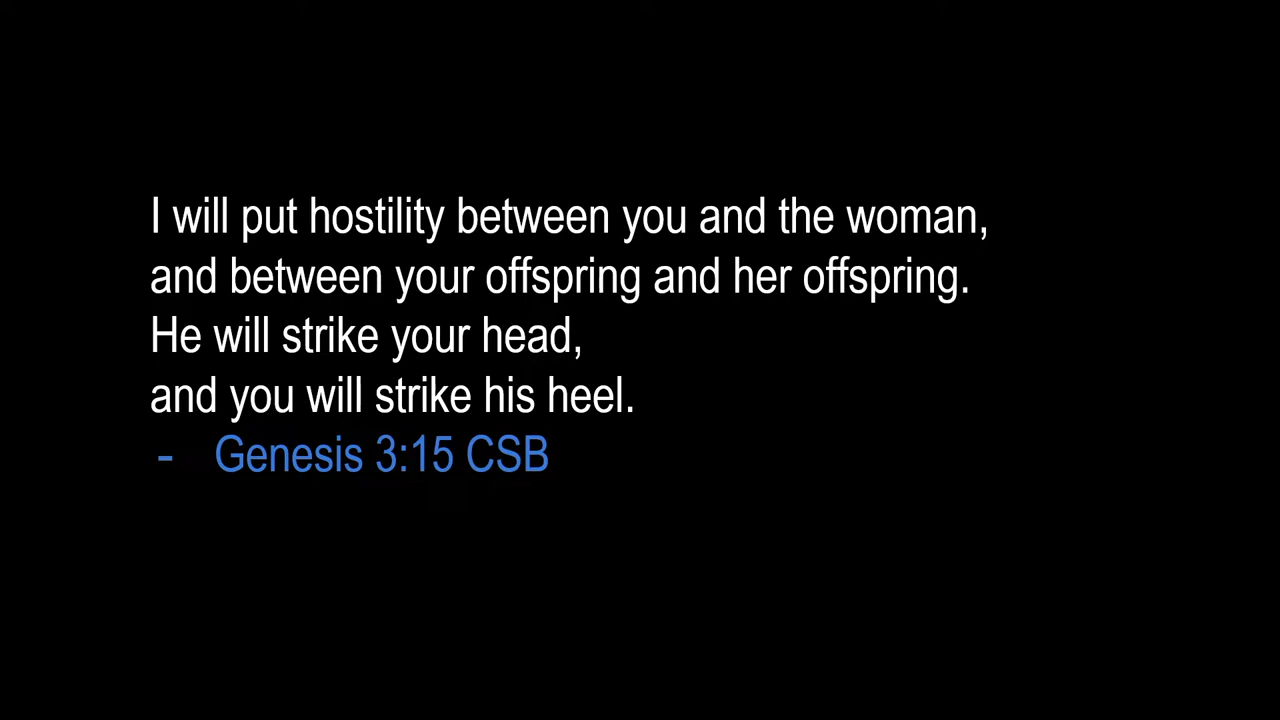 I will put hostility between you and the woman,
and between your offspring and her offspring.
He will strike your head,
and you will strike his heel.
- Genesis 3:15 CSB